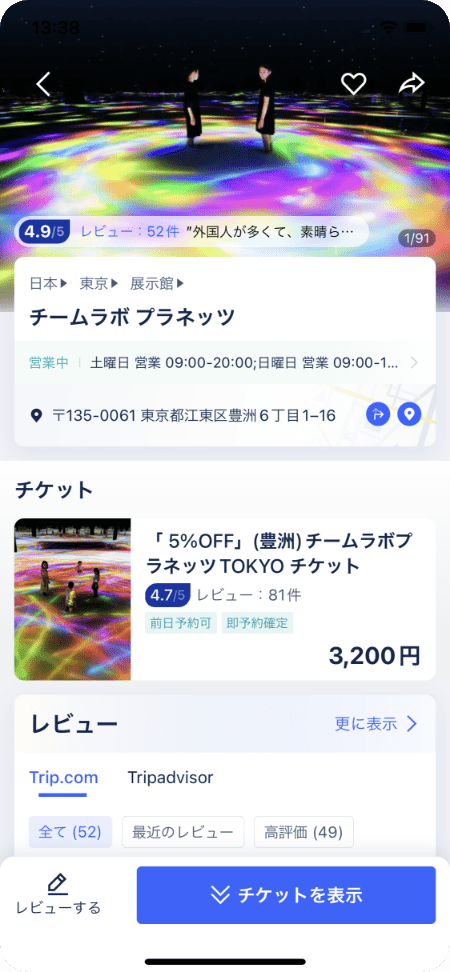 13:38
4.9/5 レビュー：52件 "外国人が多くて、素晴ら…
1/91
日本▶ 東京▶ 展示館▶
チームラボ プラネッツ
営業中 | 土曜日 営業 09:00-20:00;日曜日 営業 09:00-1...
〒135-0061 東京都江東区豊洲６丁目1−16
チケット
「 5%OFF」(豊洲)チームラボプ
ラネッツTOKYO チケット
4.7/5 レビュー：81件
前日予約可 即予約確定
3,200円
レビュー 更に表示
Trip.com Tripadvisor
全て (52) 最近のレビュー 高評価 (49)
レビューする
チケットを表示